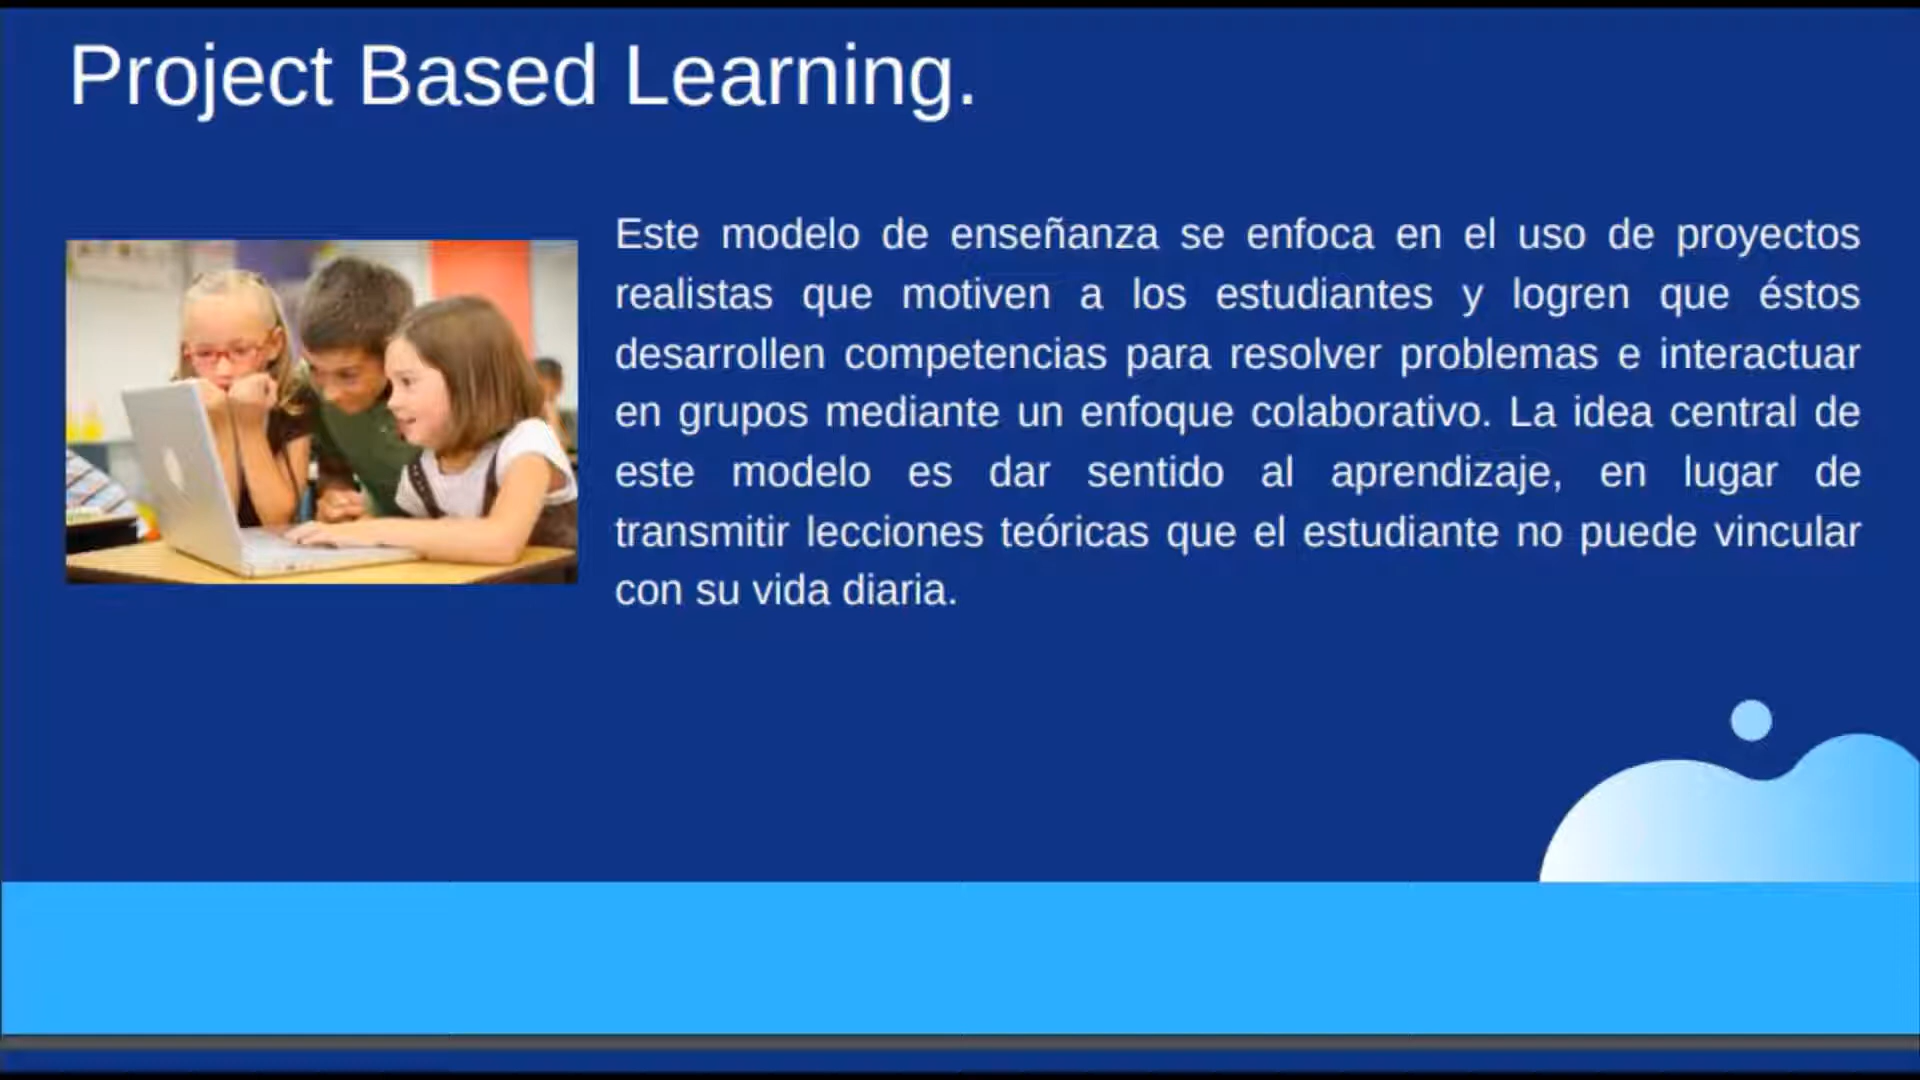 Project Based Learning.
Este modelo de enseñanza se enfoca en el uso de proyectos
realistas que motiven a los estudiantes y logren que éstos
desarrollen competencias para resolver problemas e interactuar
en grupos mediante un enfoque colaborativo. La idea central de
este modelo es dar sentido al aprendizaje, en lugar de
transmitir lecciones teóricas que el estudiante no puede vincular
con su vida diaria.